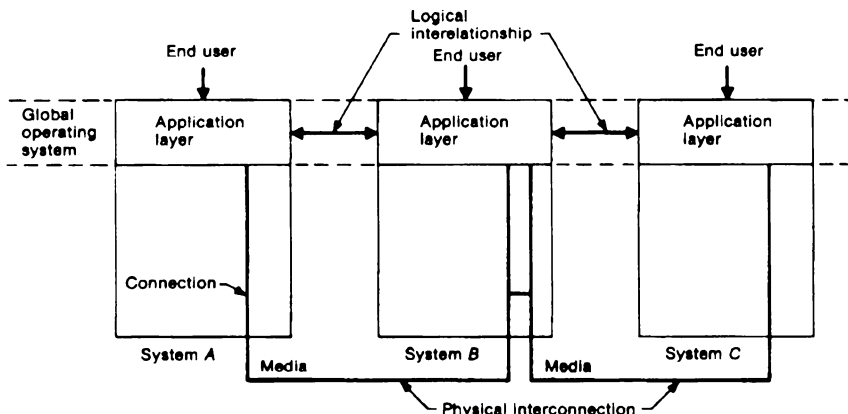 Logical
interelationship
End user
End user
End user
Global
operating
system
Application
layer
Application
layer
Application
layer
Connection
System A
System B
System C
Media
Media
Physical interconnection